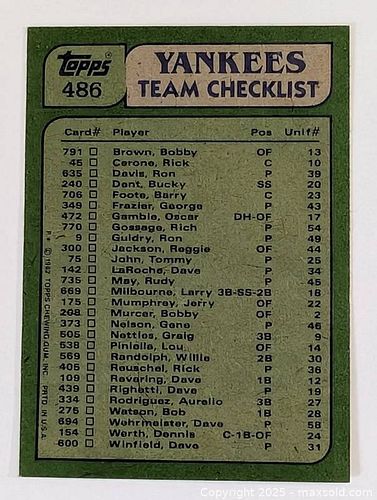 Topps
486
YANKEES
TEAM CHECKLIST
Card# Player Pos Unif#
791 Brown, Bobby OF 13
45 Cerone, Rick C 10
635 Davis, Ron P 39
240 Dent, Bucky SS 20
706 Foote, Barry C 23
349 Frazier, George P 43
472 Gamble, Oscar DH-OF 17
770 Gossage, Rich P 54
9 Guidry, Ron P 49
300 Jackson, Reggie OF 44
75 John, Tommy P 25
142 LaRoche, Dave P 34
735 May, Rudy P 45
669 Milbourne, Larry 3B-SS-2B 18
175 Mumphrey, Jerry OF 22
208 Murcer, Bobby OF 2
373 Nelson, Gene P 46
505 Nettles, Graig 3B 9
538 Piniella, Lou OF 14
569 Randolph, Willie 2B 30
405 Reuschel, Rick P 36
109 Revering, Dave 1B 12
439 Righetti, Dave P 19
334 Rodriguez, Aurelio 3B 27
275 Watson, Bob 1B 28
694 Wehrmeister, Dave P 58
154 Werth, Dennis C-1B-OF 24
600 Winfield, Dave P 31
P* © 1982 TOPPS CHEWING GUM, INC. PRTD IN U.S.A.
Copyright © 2025 - maxsold.com